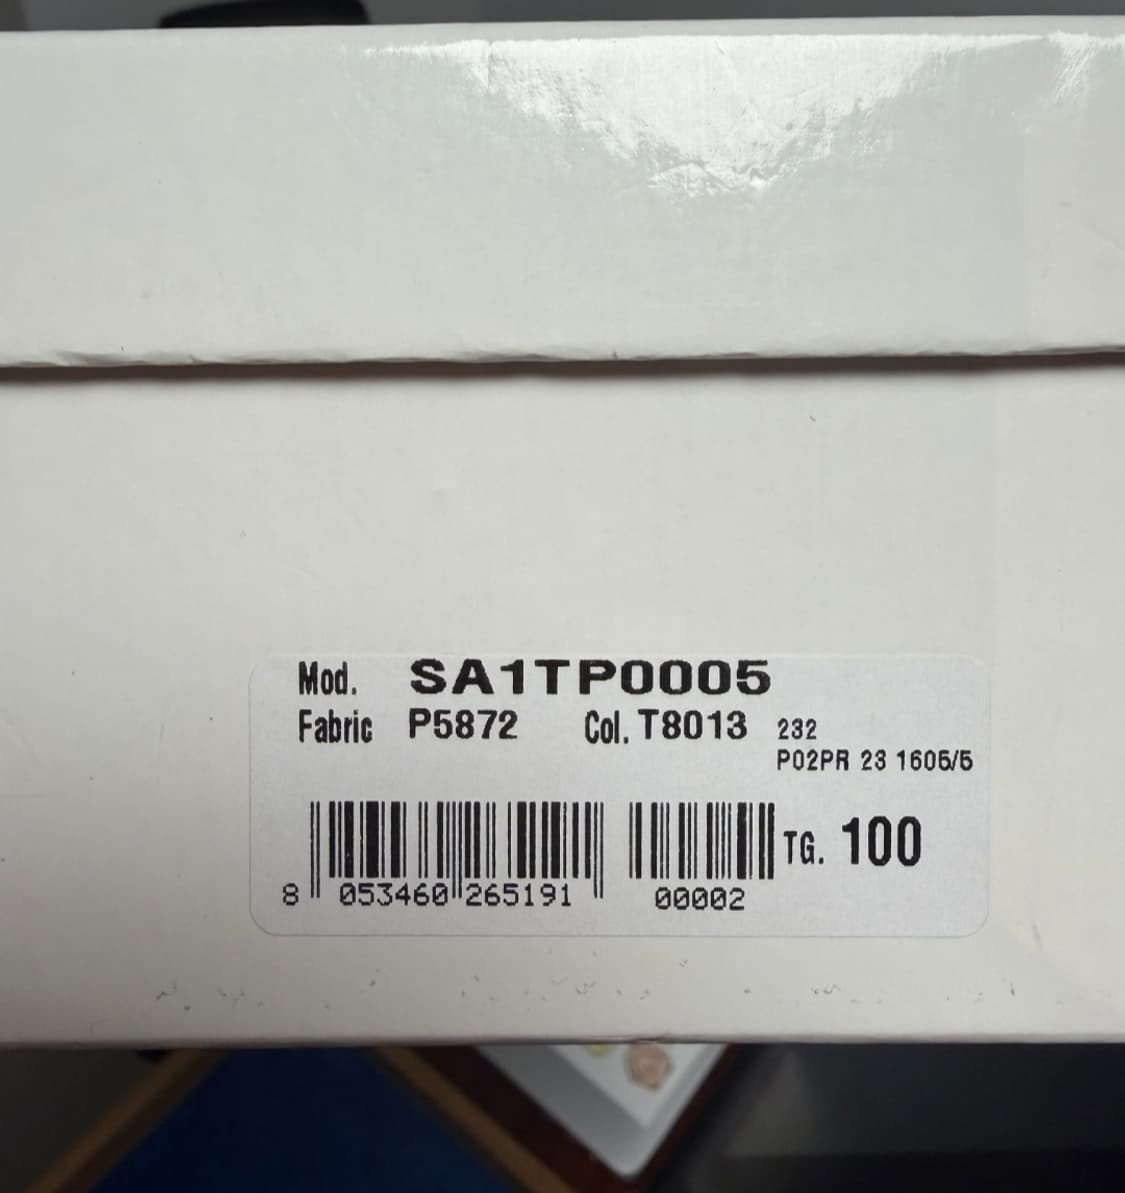 Mod. SA1TP0005
Fabric P5872 Col. T8013 232
P02PR 23 1605/5
TG. 100
8 053460 265191 00002